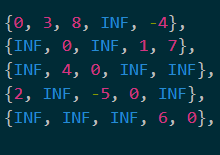 {0, 3, 8, INF, -4},
{INF, 0, INF, 1, 7},
{INF, 4, 0, INF, INF},
{2, INF, -5, 0, INF},
{INF, INF, INF, 6, 0},